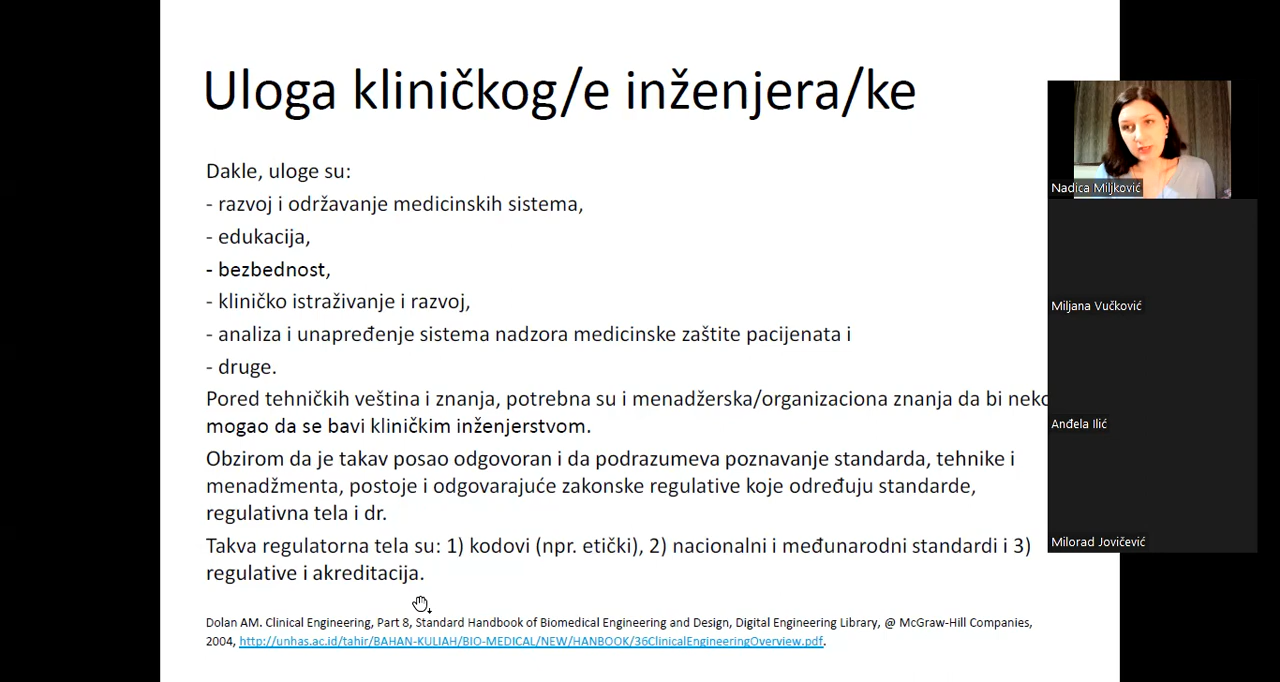 Uloga kliničkog/e inženjera/ke
Dakle, uloge su:
- razvoj i održavanje medicinskih sistema,
- edukacija,
- bezbednost,
- kliničko istraživanje i razvoj,
- analiza i unapređenje sistema nadzora medicinske zaštite pacijenata i
- druge.
Pored tehničkih veština i znanja, potrebna su i menadžerska/organizaciona znanja da bi neko
mogao da se bavi kliničkim inženjerstvom.
Obzirom da je takav posao odgovoran i da podrazumeva poznavanje standarda, tehnike i
menadžmenta, postoje i odgovarajuće zakonske regulative koje određuju standarde,
regulativna tela i dr.
Takva regulatorna tela su: 1) kodovi (npr. etički), 2) nacionalni i međunarodni standardi i 3)
regulative i akreditacija.
Dolan AM. Clinical Engineering, Part 8, Standard Handbook of Biomedical Engineering and Design, Digital Engineering Library, @ McGraw-Hill Companies,
2004, http://unhas.ac.id/tahir/BAHAN-KULIAH/BIO-MEDICAL/NEW/HANBOOK/36ClinicalEngineeringOverview.pdf.
Nadica Miljković
Miljana Vučković
Anđela Ilić
Milorad Jovičević